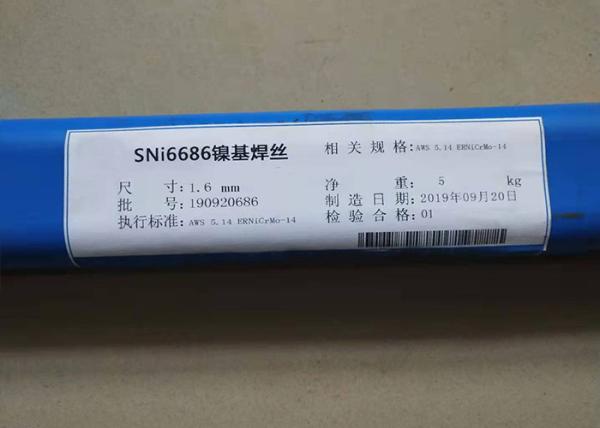 SNi6686镍基焊丝
相关规格:AWS 5.14 ERNiCrMo-14
尺寸:1.6 mm
净重: 5 kg
批号:190920686
制造日期:2019年09月20日
执行标准:AWS 5.14 ERNiCrMo-14
检验合格:01